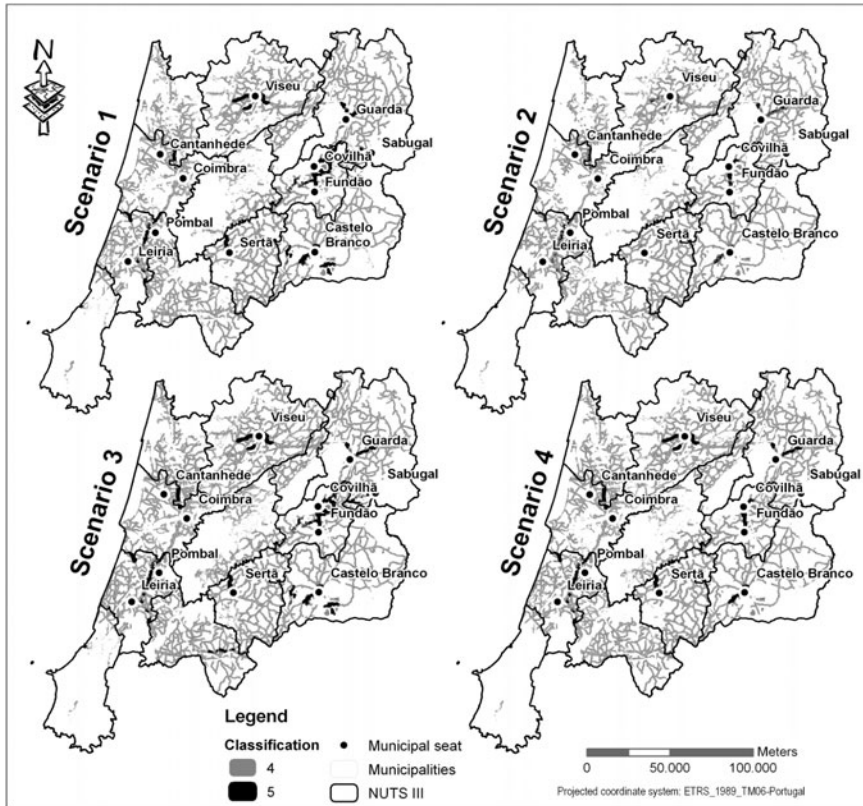 N
Scenario 1
Viseu
Guarda
Cantanhede
Sabugal
Coimbra
Covilhã
Fundão
Pombal
Castelo
Branco
Leiria
Sertã
Scenario 2
Viseu
Guarda
Cantanhede
Sabugal
Coimbra
Covilhã
Fundão
Pombal
Sertã
Castelo Branco
Leiria
Scenario 3
Viseu
Guarda
Cantanhede
Sabugal
Coimbra
Covilhã
Fundão
Pombal
Leiria
Sertã
Castelo Branco
Scenario 4
Viseu
Guarda
Cantanhede
Sabugal
Coimbra
Covilhã
Fundão
Pombal
Leiria
Sertã
Castelo Branco
Legend
Classification
4
5
Municipal seat
Municipalities
NUTS III
Meters
0 50.000 100.000
Projected coordinate system: ETRS_1989_TM06-Portugal